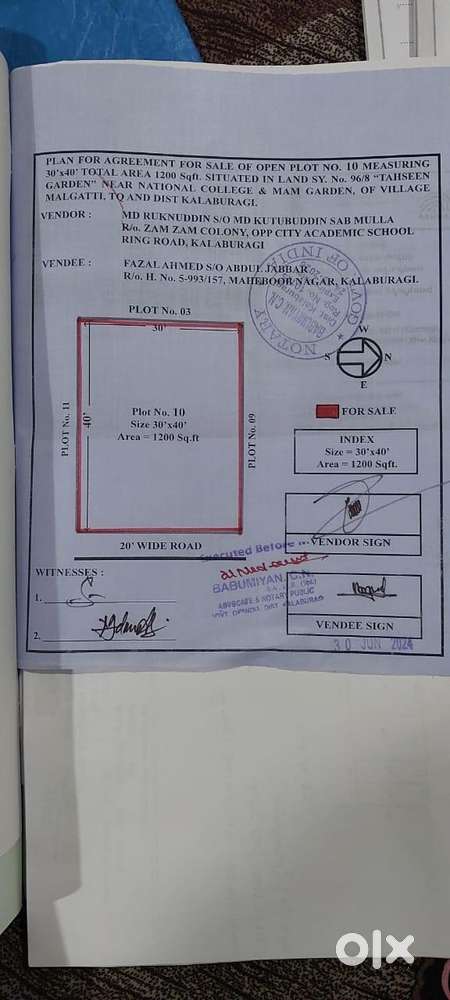 PLAN FOR AGREEMENT FOR SALE OF OPEN PLOT NO. 10 MEASURING
30'x40' TOTAL AREA 1200 Sqft. SITUATED IN LAND SY. No. 96/8 "TAHSEEN
GARDEN" NEAR NATIONAL COLLEGE & MAM GARDEN, OF VILLAGE
MALGATTI, TQ AND DIST KALABURAGI.
VENDOR : MD RUKNUDDIN S/O MD KUTUBUDDIN SAB MULLA
R/o. ZAM ZAM COLONY, OPP CITY ACADEMIC SCHOOL
RING ROAD, KALABURAGI
VENDEE : FAZAL AHMED S/O ABDUL JABBAR
R/o. H. No. 5-993/157, MAHEBOOB NAGAR, KALABURAGI.
NOTARY GOVT. OF INDIA
PLOT No. 03
30'
40'
PLOT No. 11
Plot No. 10
Size 30'x40'
Area = 1200 Sq.ft
PLOT No. 09
W
S N
E
FOR SALE
INDEX
Size = 30'x40'
Area = 1200 Sqft.
20' WIDE ROAD
Executed Before
VENDOR SIGN
WITNESSES :
1.
2.
BABUMIYAN
ADVOCATE & NOTARY PUBLIC
DIST KALABURAGI
VENDEE SIGN
30 JUN 2024
olx